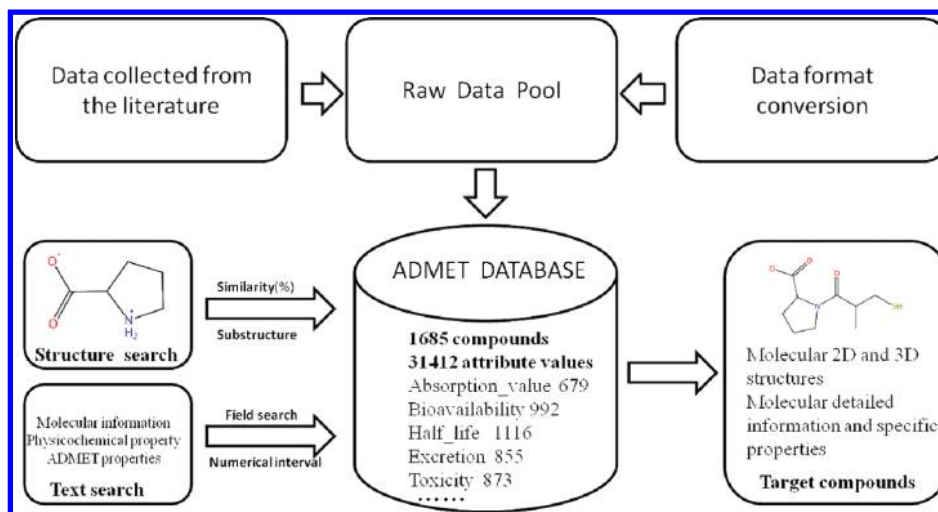 Data collected from
the literature
Raw Data Pool
Data format
conversion
O-
O
N+
H2
Structure search
Similarity(%)
Substructure
Molecular information
Physicochemical property
ADMET properties
Text search
Field search
Numerical interval
ADMET DATABASE
1685 compounds
31412 attribute values
Absorption_value 679
Bioavailability 992
Half_life 1116
Excretion 855
Toxicity 873
......
O-
O
O
N
SH
Molecular 2D and 3D
structures
Molecular detailed
information and specific
properties
Target compounds